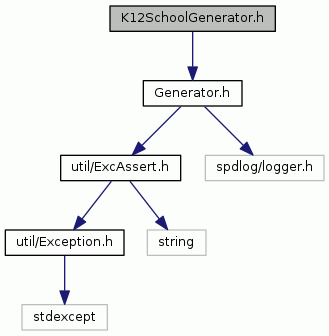 K12SchoolGenerator.h
Generator.h
util/ExcAssert.h
spdlog/logger.h
util/Exception.h
string
stdexcept